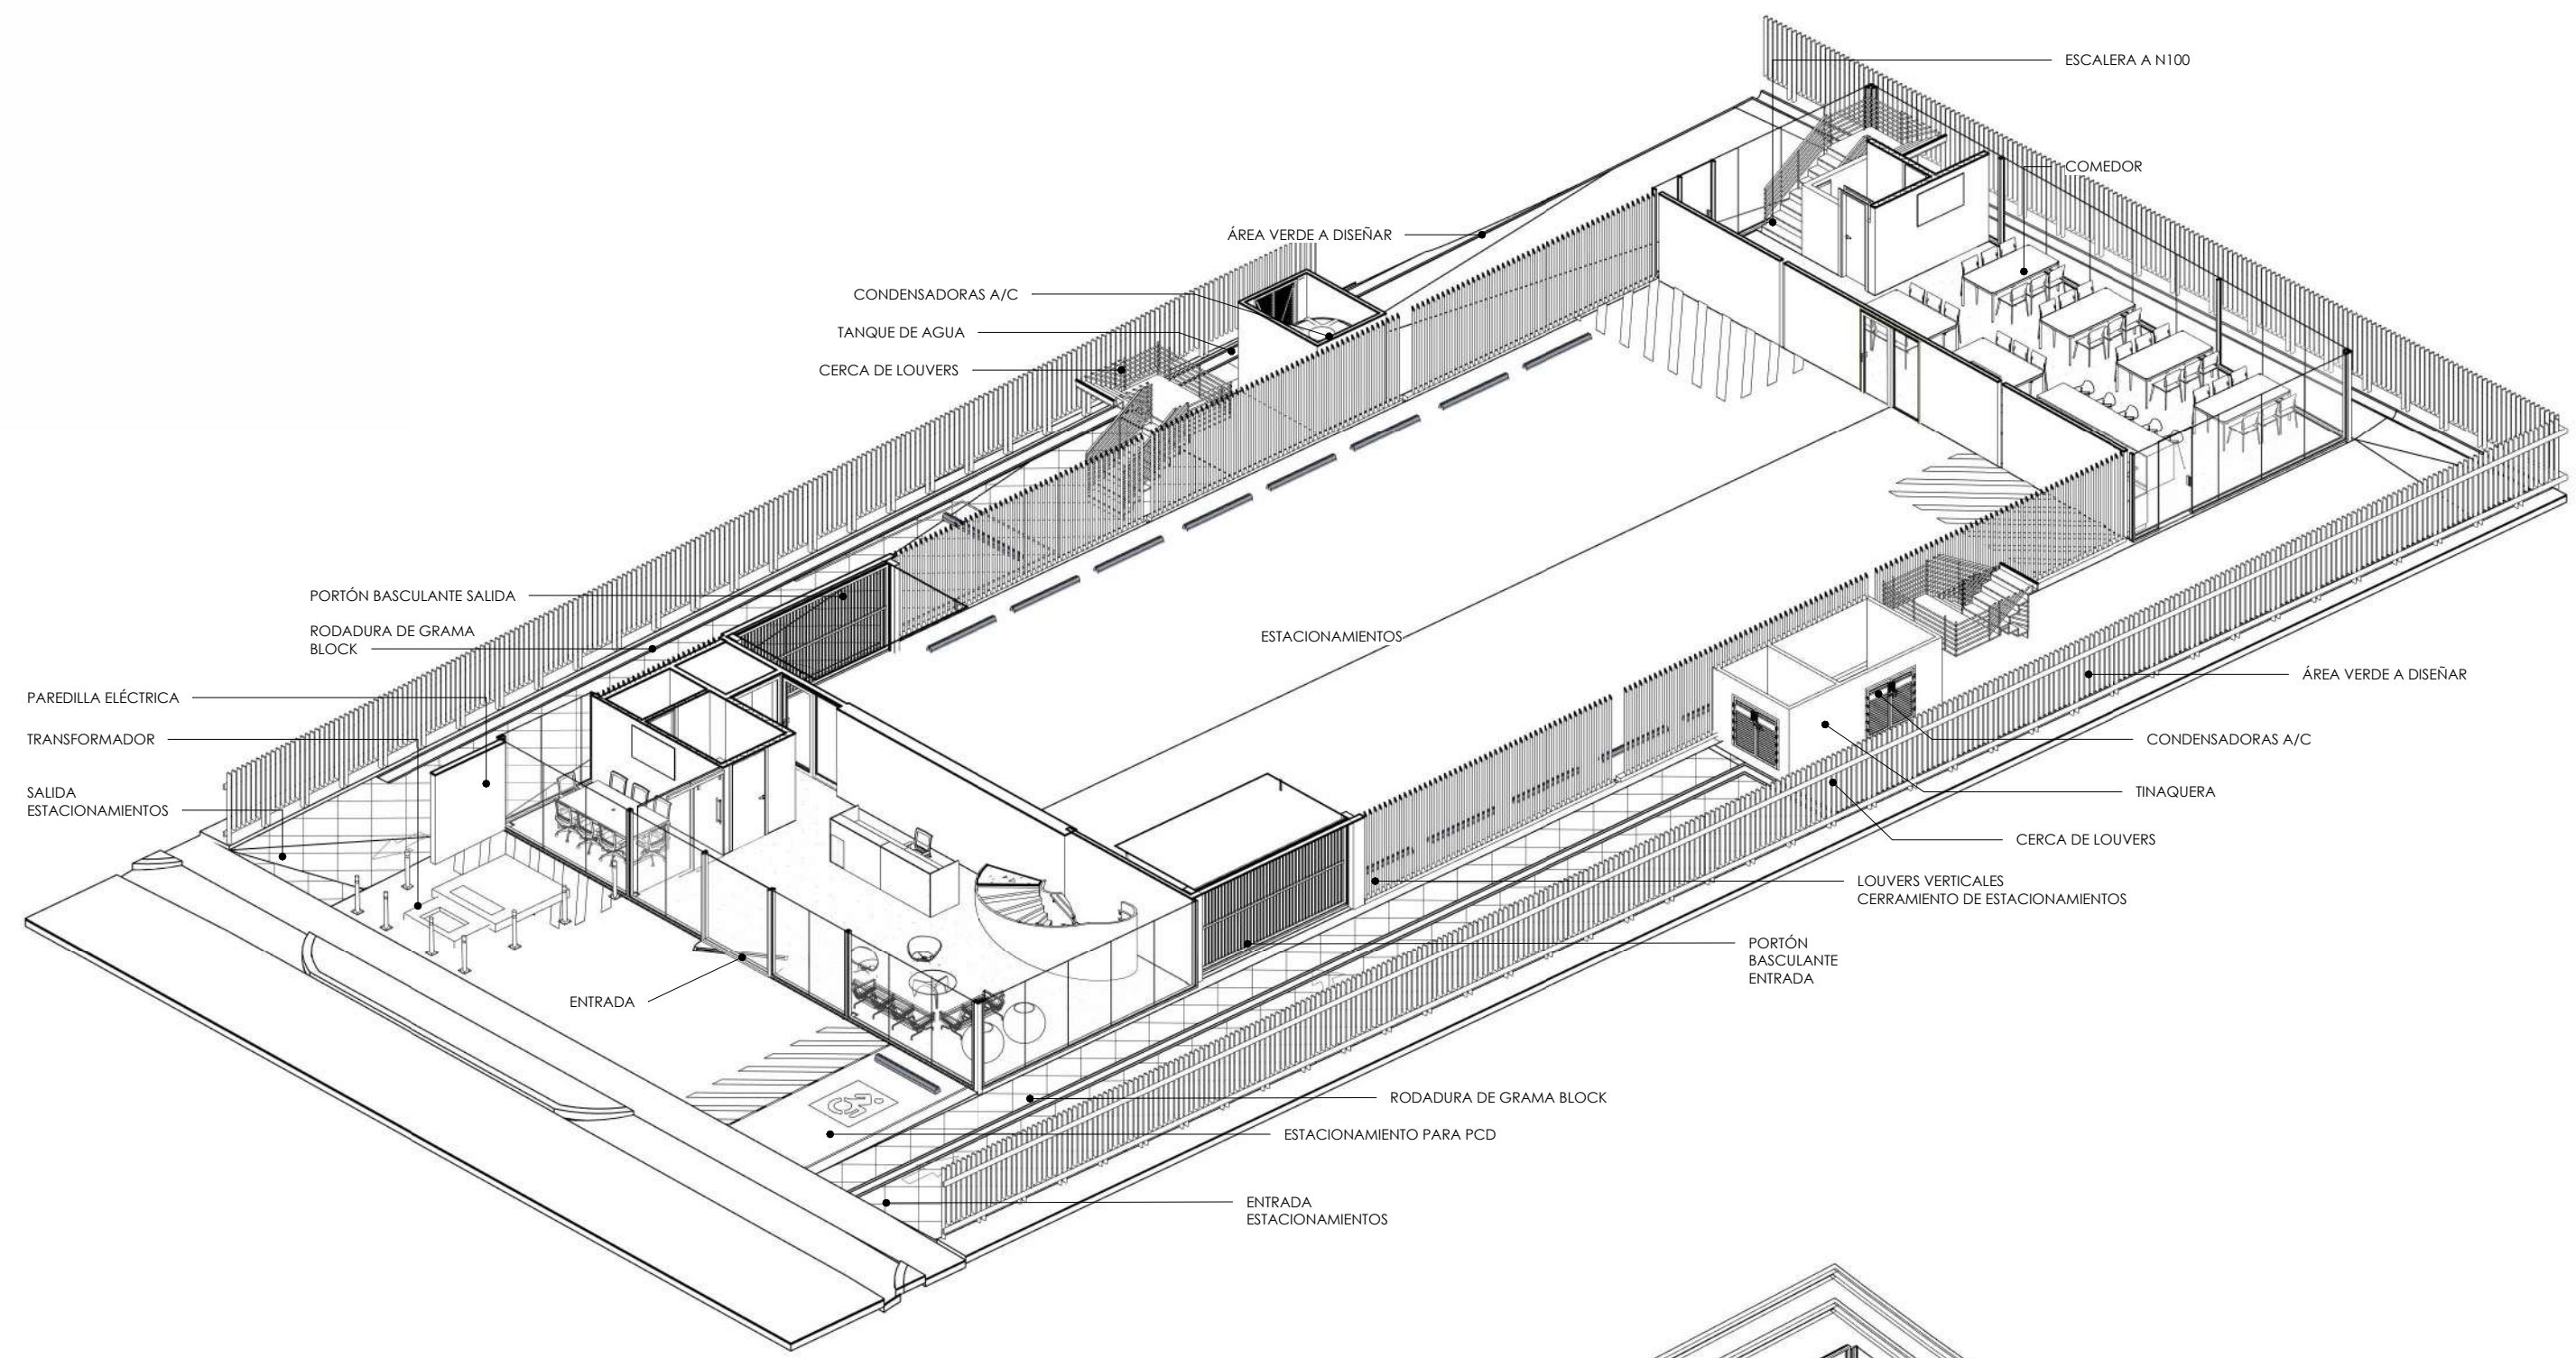 ESCALERA A N100
COMEDOR
ÁREA VERDE A DISEÑAR
CONDENSADORAS A/C
TANQUE DE AGUA
CERCA DE LOUVERS
PORTÓN BASCULANTE SALIDA
RODADURA DE GRAMA
BLOCK
ESTACIONAMIENTOS
PAREDILLA ELÉCTRICA
TRANSFORMADOR
SALIDA
ESTACIONAMIENTOS
ÁREA VERDE A DISEÑAR
CONDENSADORAS A/C
TINAQUERA
CERCA DE LOUVERS
LOUVERS VERTICALES
CERRAMIENTO DE ESTACIONAMIENTOS
PORTÓN
BASCULANTE
ENTRADA
ENTRADA
RODADURA DE GRAMA BLOCK
ESTACIONAMIENTO PARA PCD
ENTRADA
ESTACIONAMIENTOS